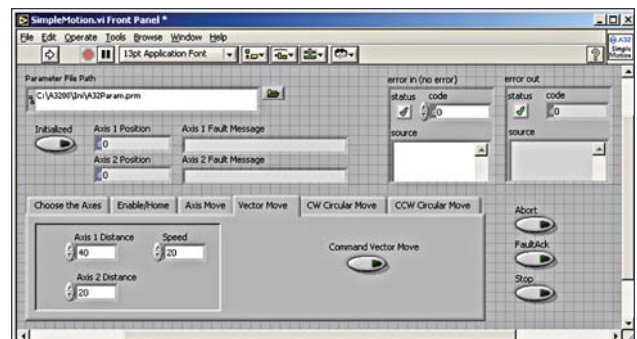 SimpleMotion.vi Front Panel *
File Edit Operate Tools Browse Window Help
13pt Application Font
A32
Simple
Motion
Parameter File Path
C:\A3200\Ini\A32Param.prm
error in (no error)
error out
status code
0
status code
0
source
source
Initialized
Axis 1 Position
0
Axis 1 Fault Message
Axis 2 Position
0
Axis 2 Fault Message
Choose the Axes
Enable/Home
Axis Move
Vector Move
CW Circular Move
CCW Circular Move
Axis 1 Distance
40
Speed
20
Axis 2 Distance
20
Command Vector Move
Abort
FaultAck
Stop